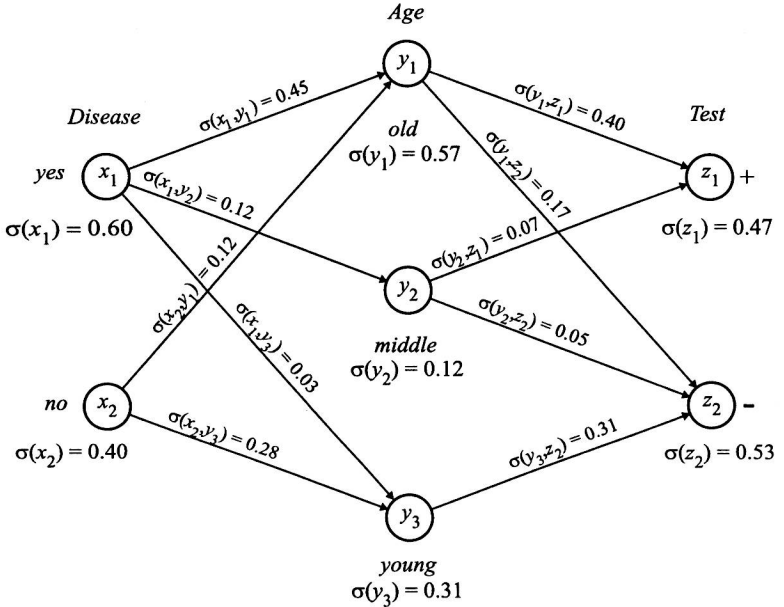 Age
y₁
old
σ(y₁) = 0.57
Disease
yes
x₁
σ(x₁) = 0.60
σ(x₁,y₁) = 0.45
σ(x₁,y₂) = 0.12
σ(x₂,y₁) = 0.12
σ(x₁,y₃) = 0.03
σ(y₁,z₁) = 0.40
σ(y₁,z₂) = 0.17
Test
z₁ +
σ(z₁) = 0.47
σ(y₂,z₁) = 0.07
y₂
middle
σ(y₂) = 0.12
σ(y₂,z₂) = 0.05
no
x₂
σ(x₂) = 0.40
σ(x₂,y₃) = 0.28
σ(y₃,z₂) = 0.31
z₂ -
σ(z₂) = 0.53
y₃
young
σ(y₃) = 0.31